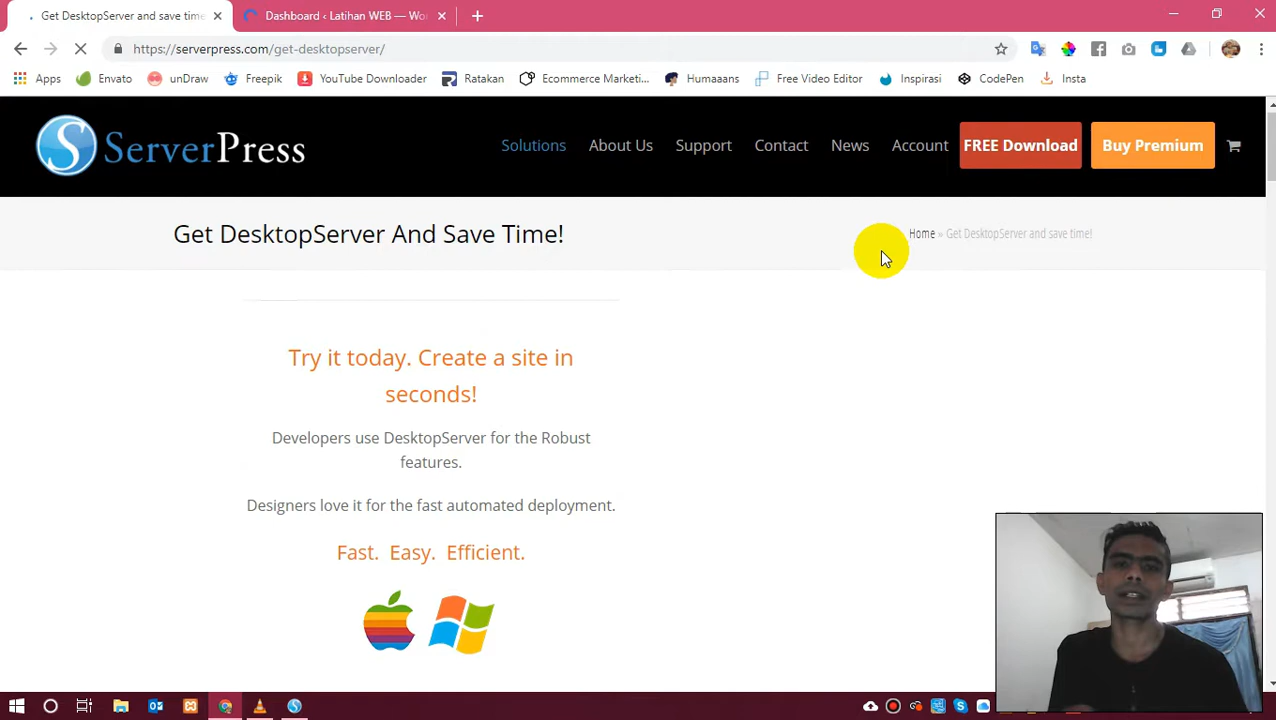 Get DesktopServer and save time
Dashboard ‹ Latihan WEB — Wor
https://serverpress.com/get-desktopserver/
Apps Envato unDraw Freepik YouTube Downloader Ratakan Ecommerce Marketi... Humaaans Free Video Editor Inspirasi CodePen Insta
S ServerPress
Solutions About Us Support Contact News Account FREE Download Buy Premium
Get DesktopServer And Save Time!
Home » Get DesktopServer and save time!
Try it today. Create a site in
seconds!
Developers use DesktopServer for the Robust
features.
Designers love it for the fast automated deployment.
Fast. Easy. Efficient.